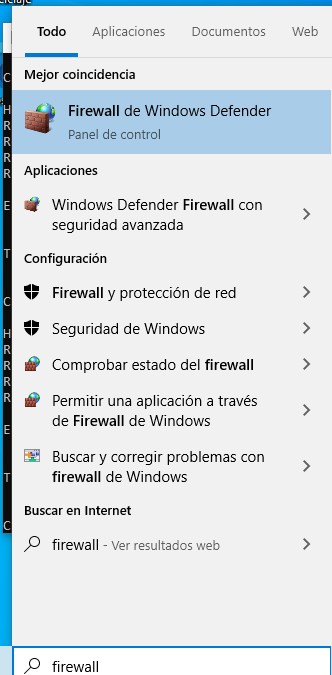 Todo Aplicaciones Documentos Web
Mejor coincidencia
Firewall de Windows Defender
Panel de control
Aplicaciones
Windows Defender Firewall con
seguridad avanzada
Configuración
Firewall y protección de red
Seguridad de Windows
Comprobar estado del firewall
Permitir una aplicación a través
de Firewall de Windows
Buscar y corregir problemas con
firewall de Windows
Buscar en Internet
firewall - Ver resultados web
firewall